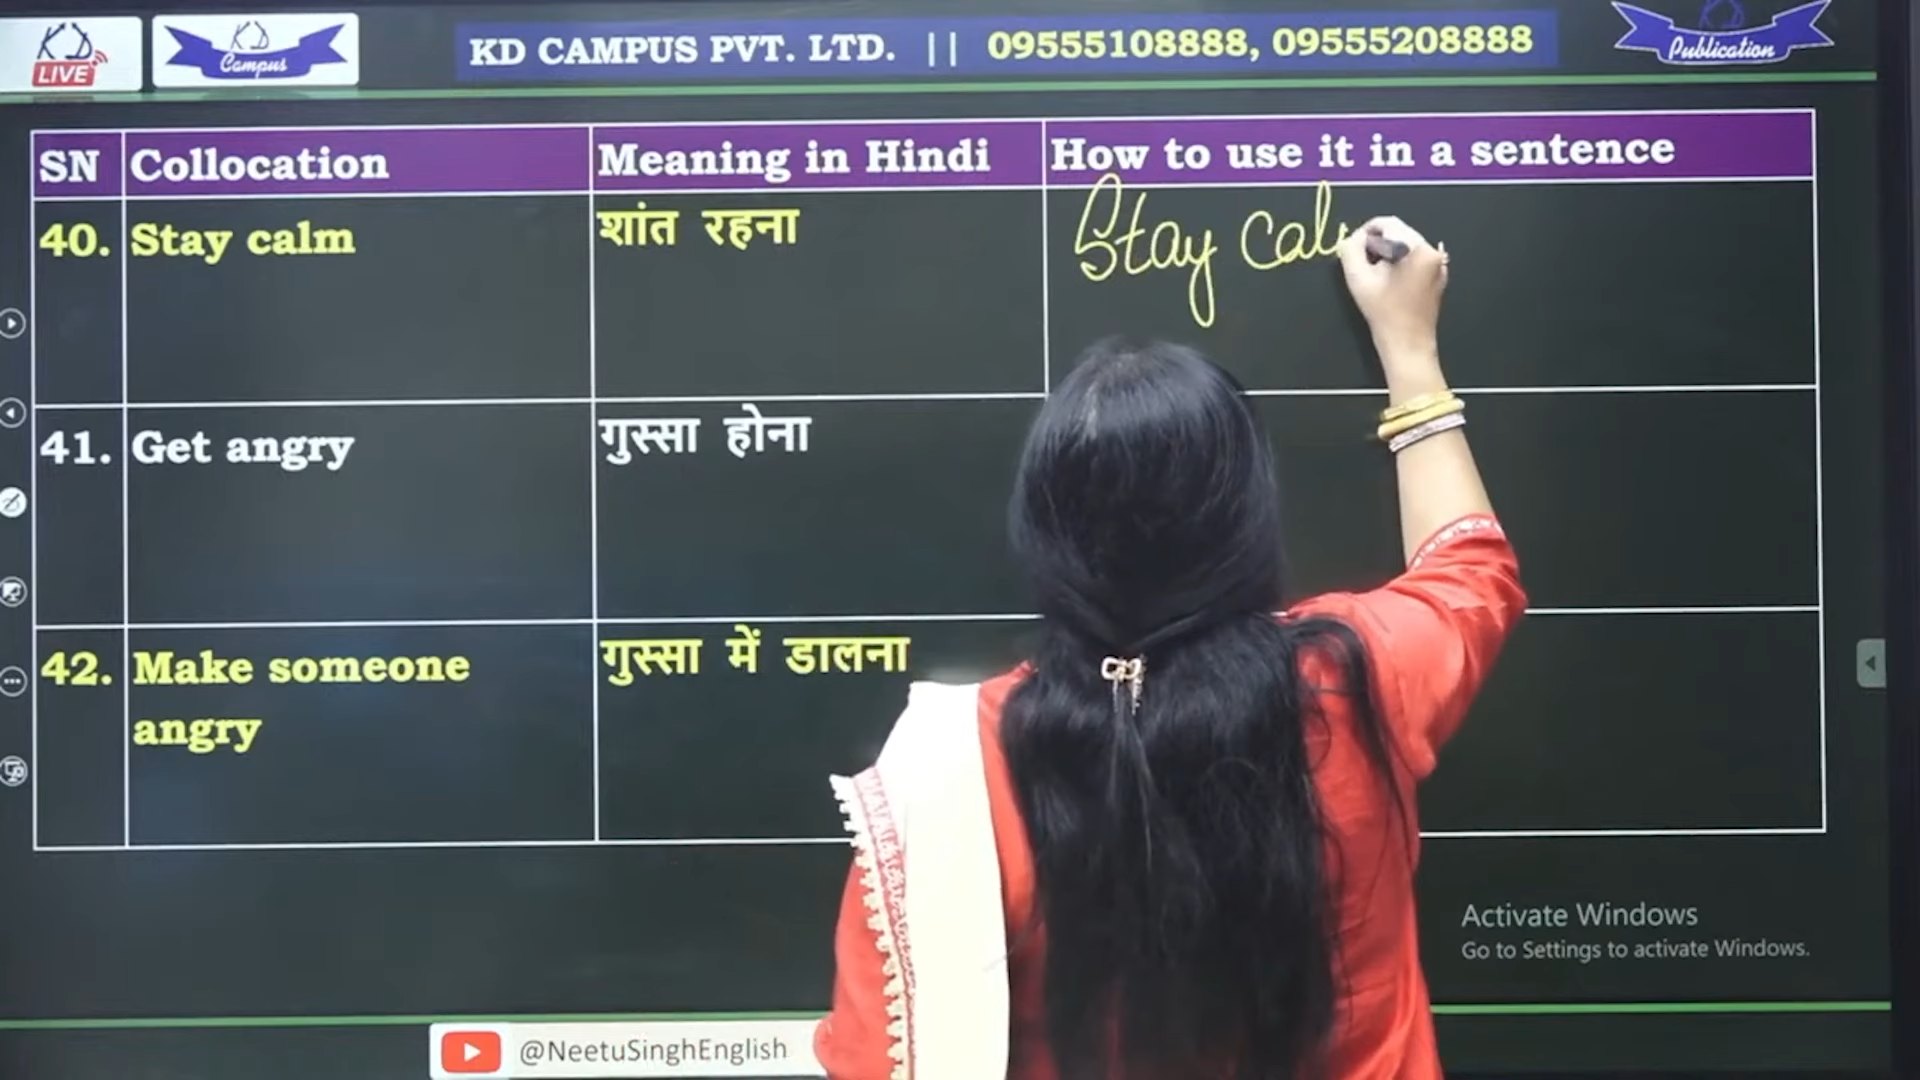 KD
LIVE
KD
Campus
KD CAMPUS PVT. LTD. || 09555108888, 09555208888
KD
Publication
SN Collocation Meaning in Hindi How to use it in a sentence
40. Stay calm शांत रहना Stay cal
41. Get angry गुस्सा होना
42. Make someone गुस्सा में डालना
angry
Activate Windows
Go to Settings to activate Windows.
@NeetuSinghEnglish